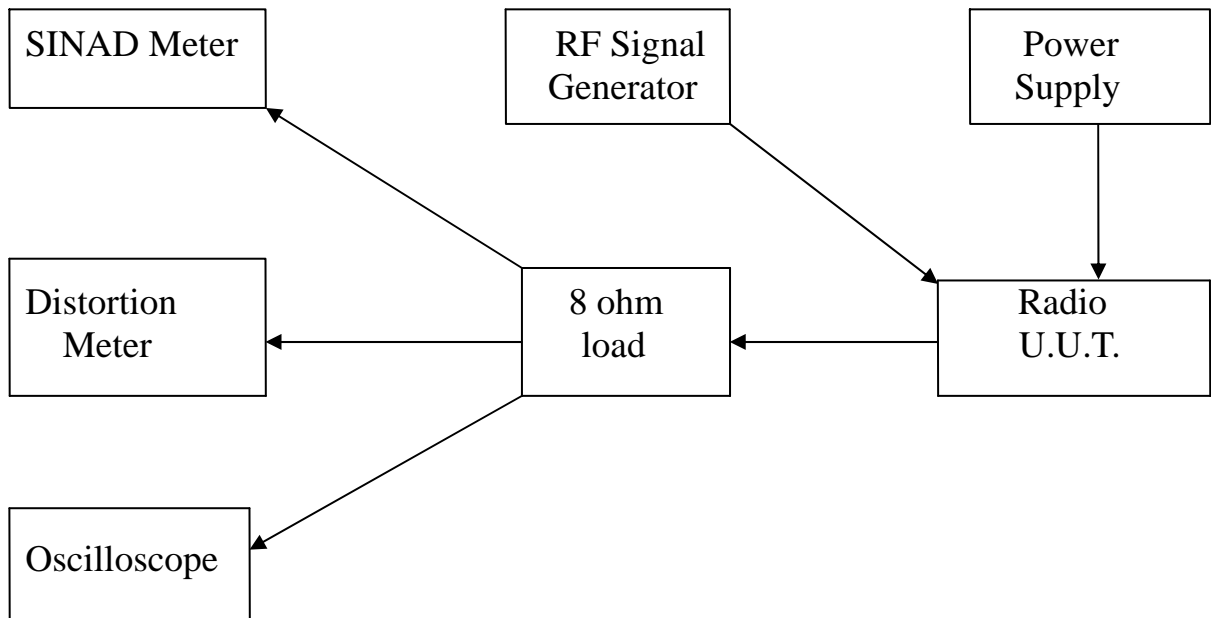 SINAD Meter
RF Signal
Generator
Power
Supply
Distortion
Meter
8 ohm
load
Radio
U.U.T.
Oscilloscope